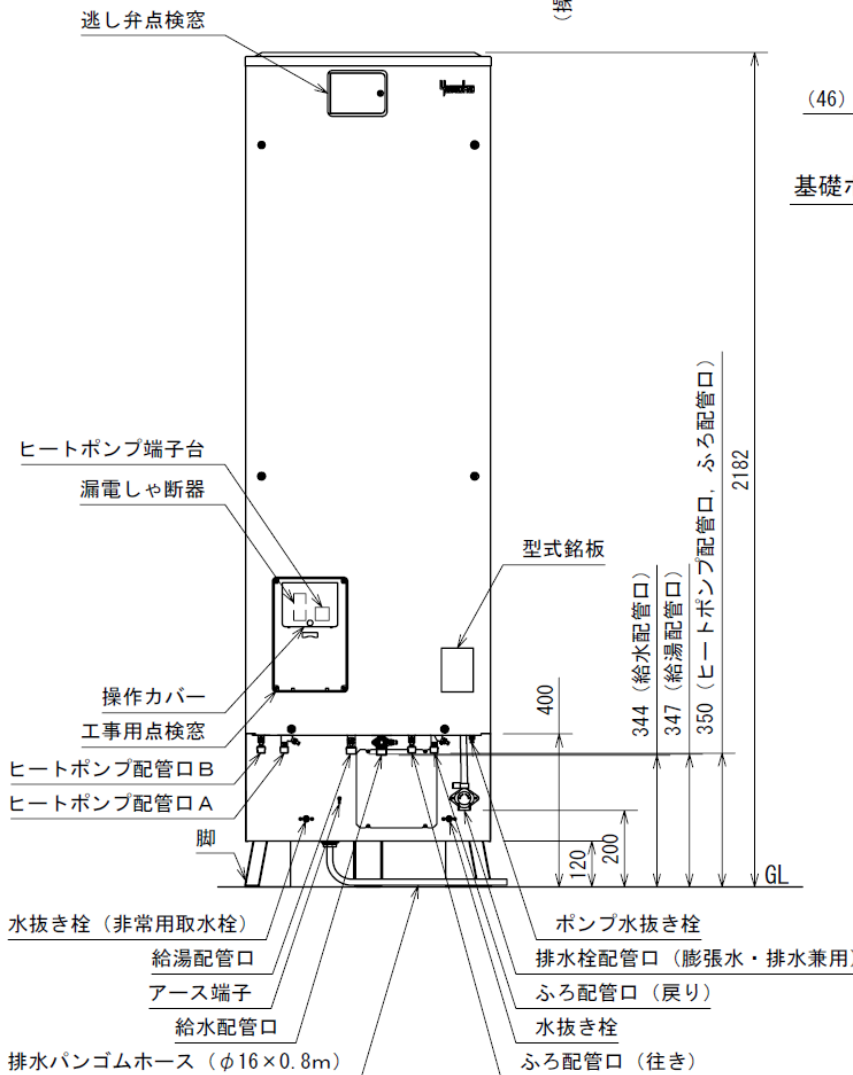 (操
逃し弁点検窓
(46)
基礎ボ
ヒートポンプ端子台
漏電しゃ断器
型式銘板
操作カバー
工事用点検窓
ヒートポンプ配管口B
ヒートポンプ配管口A
脚
400
120
200
344(給水配管口)
347(給湯配管口)
350(ヒートポンプ配管口, ふろ配管口)
2182
GL
水抜き栓(非常用取水栓)
給湯配管口
アース端子
給水配管口
排水パンゴムホース(φ16×0.8m)
ポンプ水抜き栓
排水栓配管口(膨張水・排水兼用)
ふろ配管口(戻り)
水抜き栓
ふろ配管口(往き)